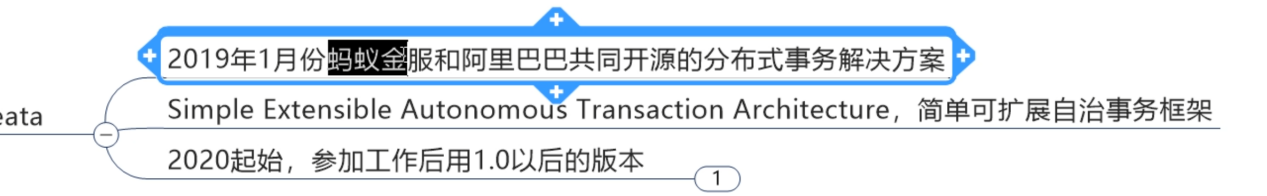 2019年1月份蚂蚁金服和阿里巴巴共同开源的分布式事务解决方案
eata
Simple Extensible Autonomous Transaction Architecture，简单可扩展自治事务框架
2020起始，参加工作后用1.0以后的版本
1